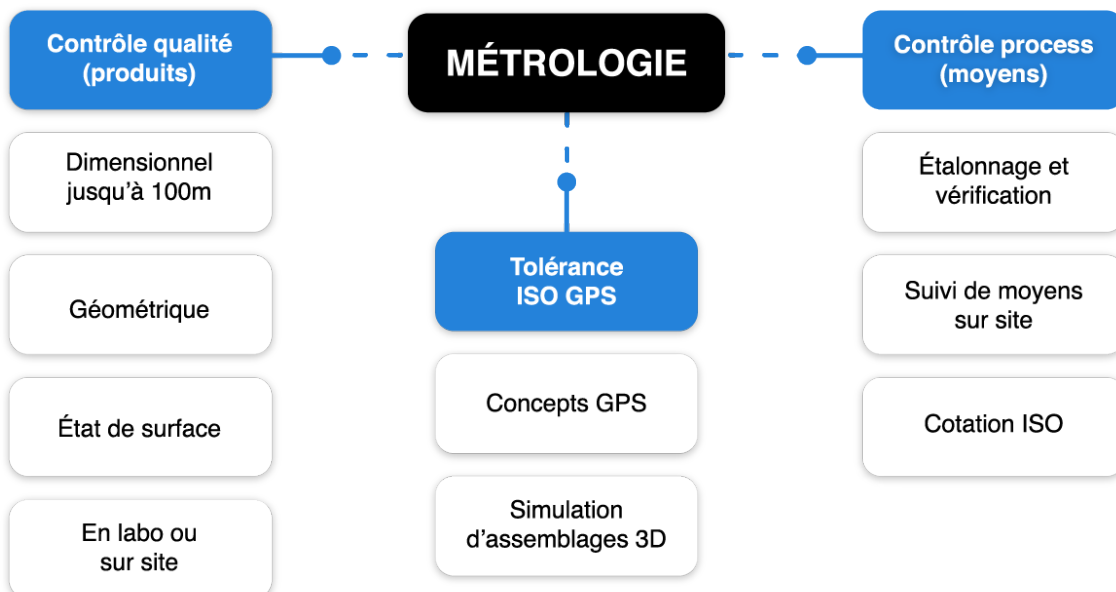 Contrôle qualité
(produits)
Dimensionnel
jusqu’à 100m
Géométrique
État de surface
En labo ou
sur site
MÉTROLOGIE
Tolérance
ISO GPS
Concepts GPS
Simulation
d’assemblages 3D
Contrôle process
(moyens)
Étalonnage et
vérification
Suivi de moyens
sur site
Cotation ISO